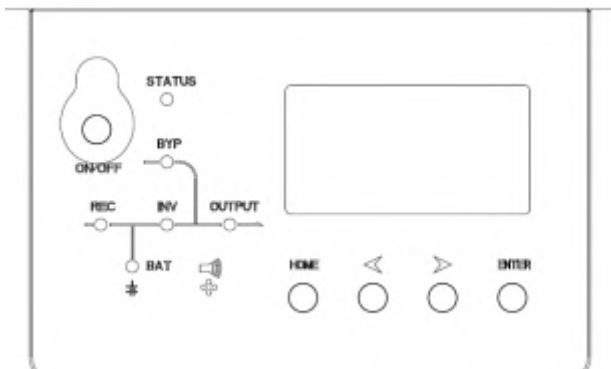 STATUS
BYP
ON/OFF
REC INV OUTPUT
BAT
HOME ENTER